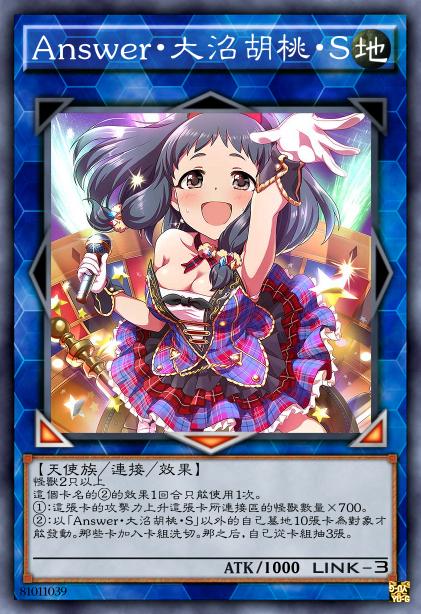 Answer・大沼胡桃・S
地
【天使族/連接/效果】
怪獸2只以上
這個卡名的②的效果1回合只能使用1次。
①:這張卡的攻擊力上升這張卡所連接區的怪獸數量×700。
②:以「Answer・大沼胡桃・S」以外的自己墓地10張卡為對象才
能發動。那些卡加入卡組洗切。那之后,自己從卡組抽3張。
ATK/1000 LINK-3
81011039